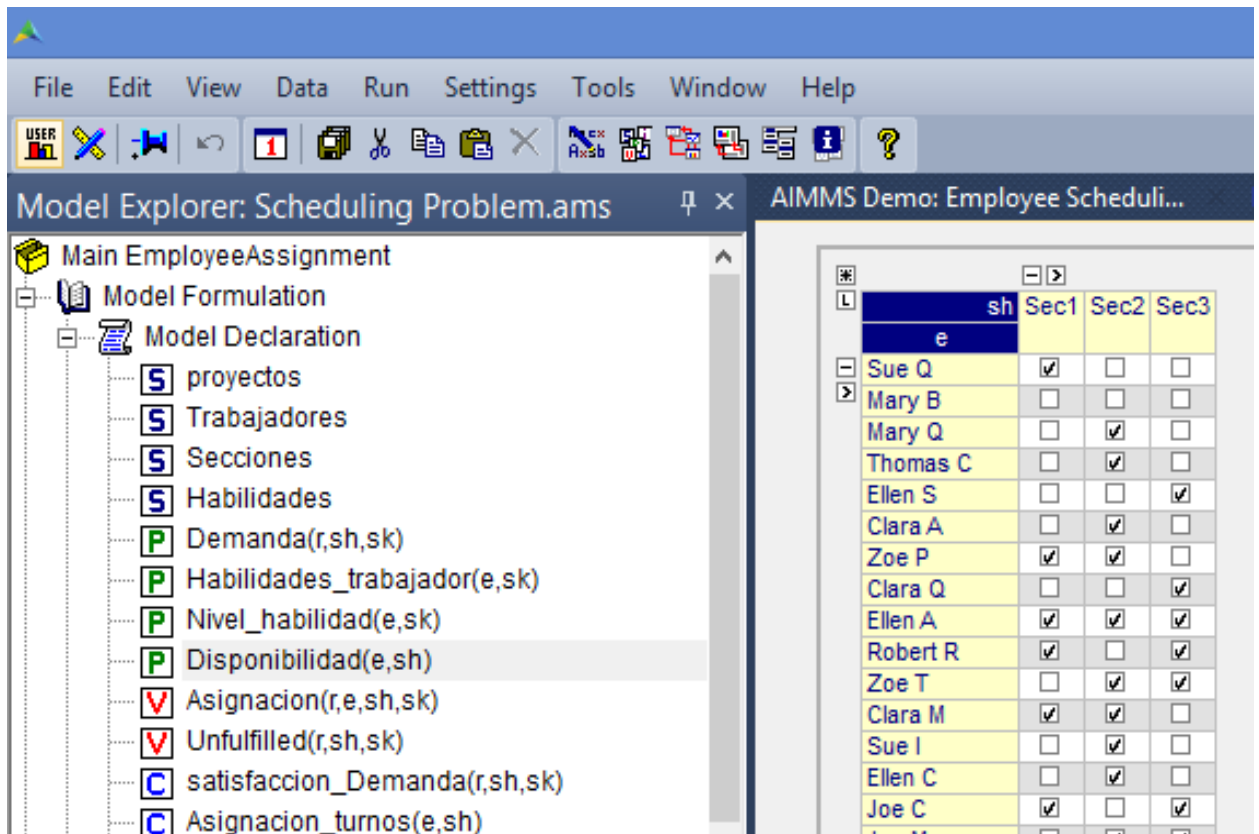 File Edit View Data Run Settings Tools Window Help
USER 1
Model Explorer: Scheduling Problem.ams
AIMMS Demo: Employee Scheduli...
Main EmployeeAssignment
Model Formulation
Model Declaration
S proyectos
S Trabajadores
S Secciones
S Habilidades
P Demanda(r,sh,sk)
P Habilidades_trabajador(e,sk)
P Nivel_habilidad(e,sk)
P Disponibilidad(e,sh)
V Asignacion(r,e,sh,sk)
V Unfulfilled(r,sh,sk)
C satisfaccion_Demanda(r,sh,sk)
C Asignacion_turnos(e,sh)
L sh Sec1 Sec2 Sec3
e
Sue Q
Mary B
Mary Q
Thomas C
Ellen S
Clara A
Zoe P
Clara Q
Ellen A
Robert R
Zoe T
Clara M
Sue I
Ellen C
Joe C